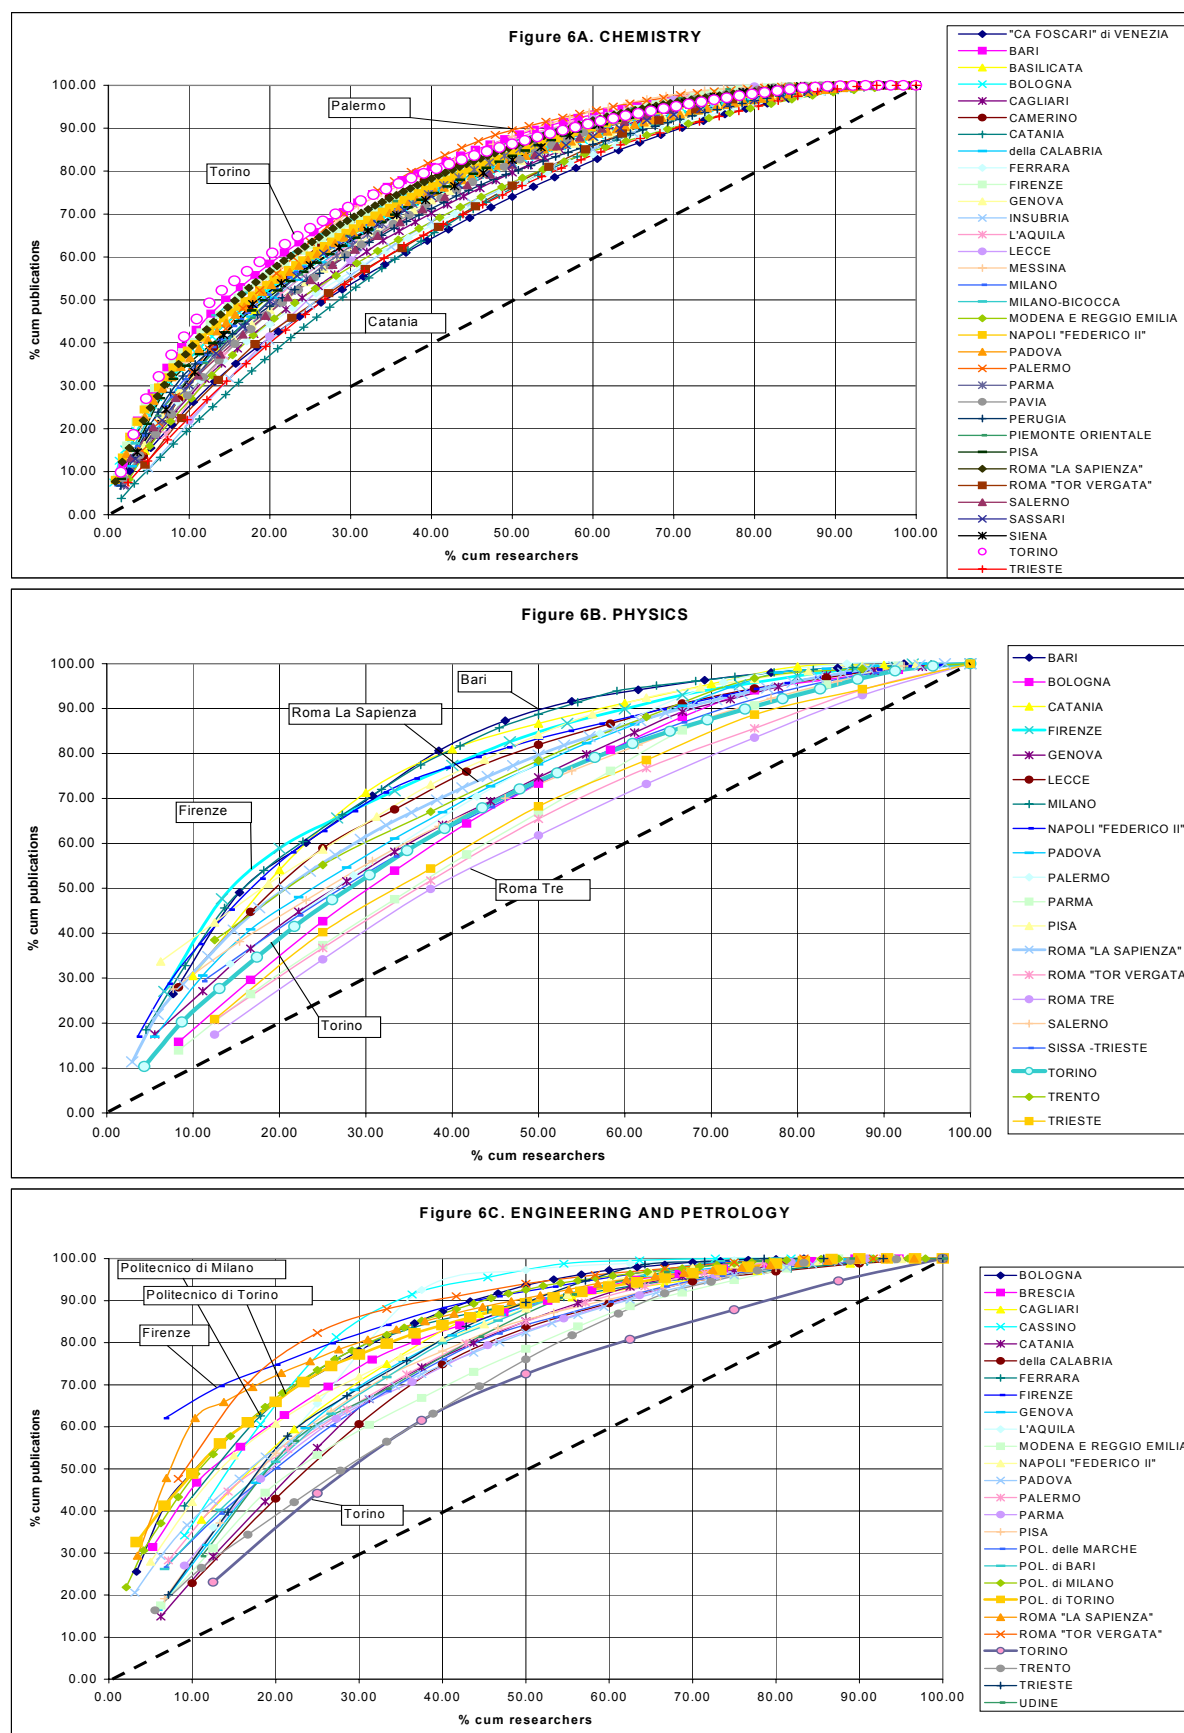 Figure 6A. CHEMISTRY
100.00
90.00
80.00
70.00
60.00
50.00
40.00
30.00
20.00
10.00
0.00
% cum publications
0.00 10.00 20.00 30.00 40.00 50.00 60.00 70.00 80.00 90.00 100.00
% cum researchers
Palermo
Torino
Catania
"CA FOSCARI" di VENEZIA
BARI
BASILICATA
BOLOGNA
CAGLIARI
CAMERINO
CATANIA
della CALABRIA
FERRARA
FIRENZE
GENOVA
INSUBRIA
L'AQUILA
LECCE
MESSINA
MILANO
MILANO-BICOCCA
MODENA E REGGIO EMILIA
NAPOLI "FEDERICO II"
PADOVA
PALERMO
PARMA
PAVIA
PERUGIA
PIEMONTE ORIENTALE
PISA
ROMA "LA SAPIENZA"
ROMA "TOR VERGATA"
SALERNO
SASSARI
SIENA
TORINO
TRIESTE
Figure 6B. PHYSICS
100.00
90.00
80.00
70.00
60.00
50.00
40.00
30.00
20.00
10.00
0.00
% cum publications
0.00 10.00 20.00 30.00 40.00 50.00 60.00 70.00 80.00 90.00 100.00
% cum researchers
Bari
Roma La Sapienza
Firenze
Roma Tre
Torino
BARI
BOLOGNA
CATANIA
FIRENZE
GENOVA
LECCE
MILANO
NAPOLI "FEDERICO II"
PADOVA
PALERMO
PARMA
PISA
ROMA "LA SAPIENZA"
ROMA "TOR VERGATA
ROMA TRE
SALERNO
SISSA -TRIESTE
TORINO
TRENTO
TRIESTE
Figure 6C. ENGINEERING AND PETROLOGY
100.00
90.00
80.00
70.00
60.00
50.00
40.00
30.00
20.00
10.00
0.00
% cum publications
0.00 10.00 20.00 30.00 40.00 50.00 60.00 70.00 80.00 90.00 100.00
% cum researchers
Politecnico di Milano
Politecnico di Torino
Firenze
Torino
BOLOGNA
BRESCIA
CAGLIARI
CASSINO
CATANIA
della CALABRIA
FERRARA
FIRENZE
GENOVA
L'AQUILA
MODENA E REGGIO EMILIA
NAPOLI "FEDERICO II"
PADOVA
PALERMO
PARMA
PISA
POL. delle MARCHE
POL. di BARI
POL. di MILANO
POL. di TORINO
ROMA "LA SAPIENZA"
ROMA "TOR VERGATA"
TORINO
TRENTO
TRIESTE
UDINE